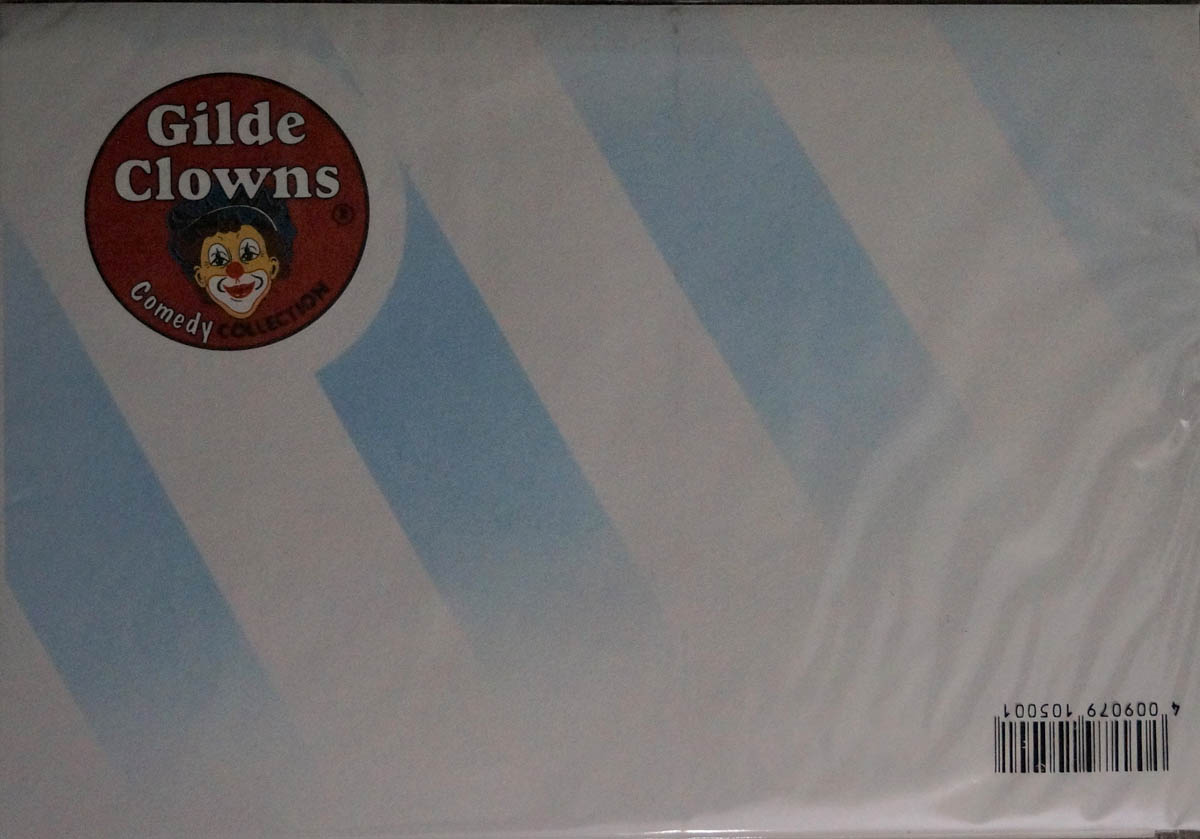 Gilde
Clowns
®
Comedy COLLECTION
4 009079 105001